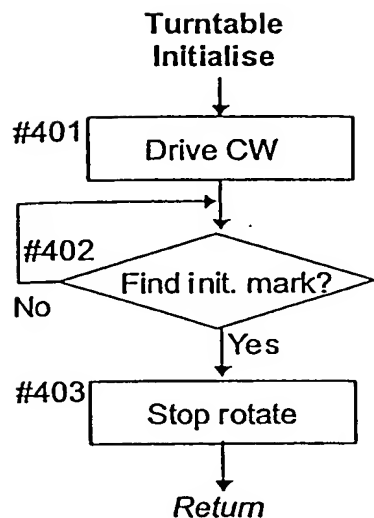 Turntable
Initialise
#401
Drive CW
#402
Find init. mark?
No
Yes
#403
Stop rotate
Return